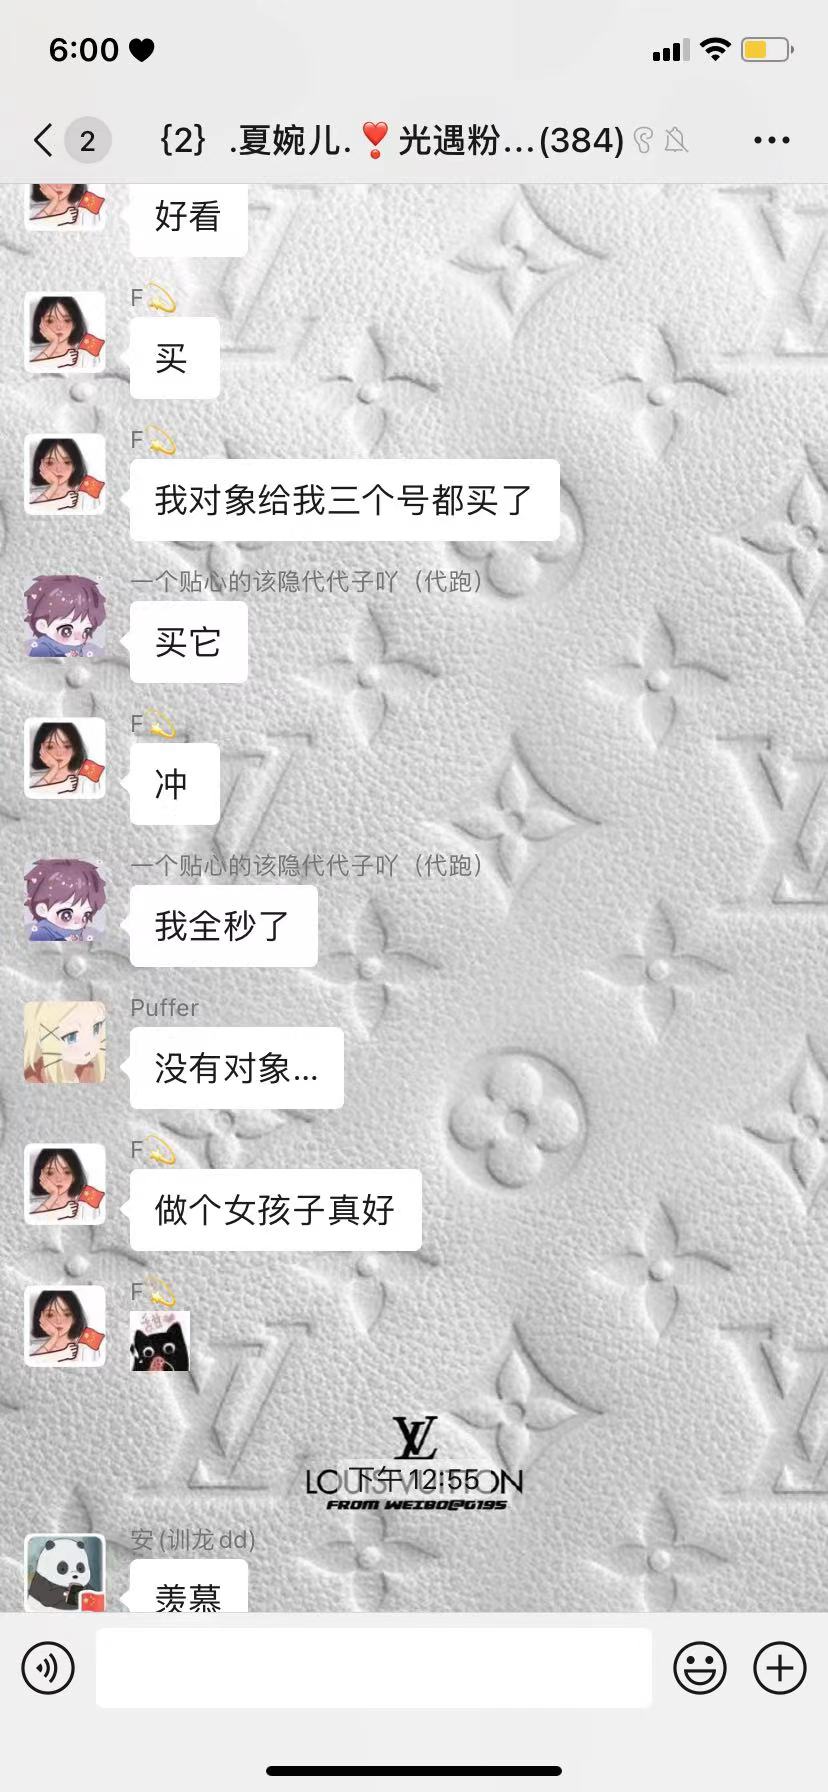 6:00
2
{2} .夏婉儿.❣️光遇粉...(384)
好看
F💫
买
F💫
我对象给我三个号都买了
一个贴心的该隐代代子吖（代跑）
买它
F💫
冲
一个贴心的该隐代代子吖（代跑）
我全秒了
Puffer
没有对象...
F💫
做个女孩子真好
F💫
LV
LOUIS VUITTON
下午12:55
FROM WEIBO@G195
安(训龙dd)
羡慕